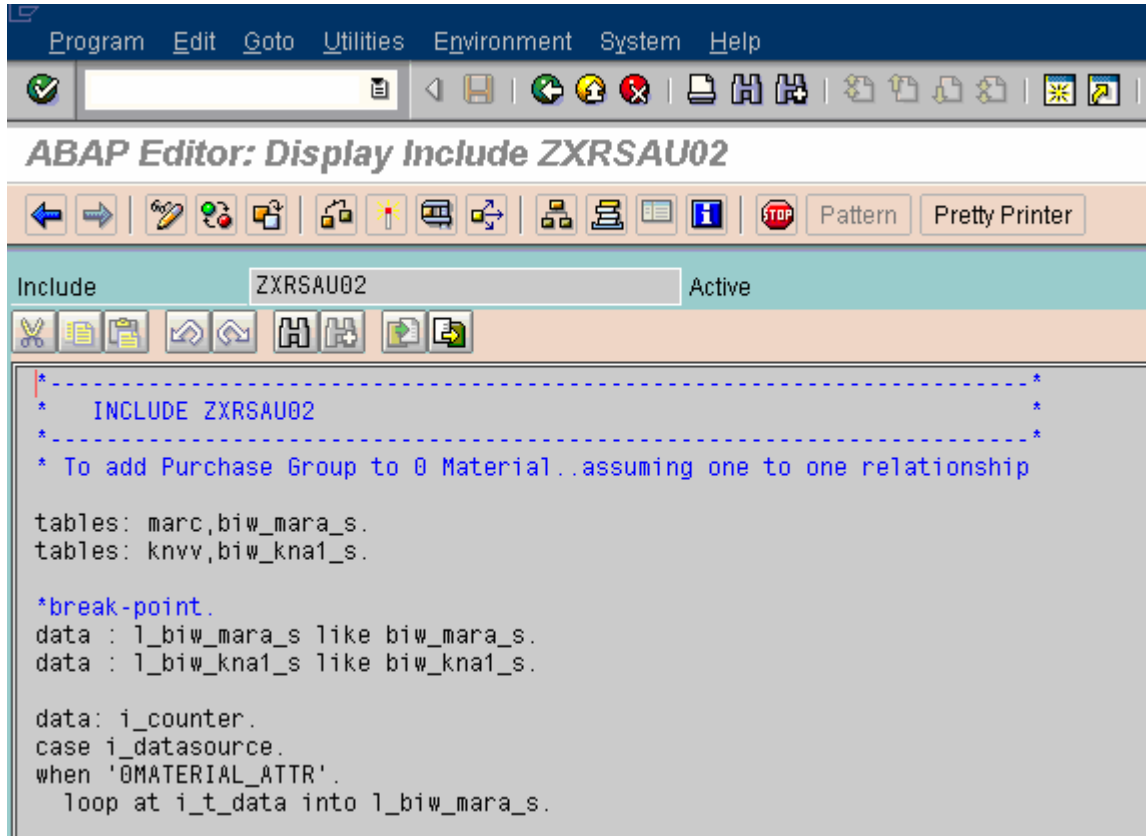 Program Edit Goto Utilities Environment System Help
ABAP Editor: Display Include ZXRSAU02
STOP Pattern Pretty Printer
Include ZXRSAU02 Active
*----------------------------------------------------------------------*
*   INCLUDE ZXRSAU02                                                   *
*----------------------------------------------------------------------*
* To add Purchase Group to 0 Material..assuming one to one relationship
tables: marc,biw_mara_s.
tables: knvv,biw_kna1_s.
*break-point.
data : l_biw_mara_s like biw_mara_s.
data : l_biw_kna1_s like biw_kna1_s.
data: i_counter.
case i_datasource.
when '0MATERIAL_ATTR'.
  loop at i_t_data into l_biw_mara_s.